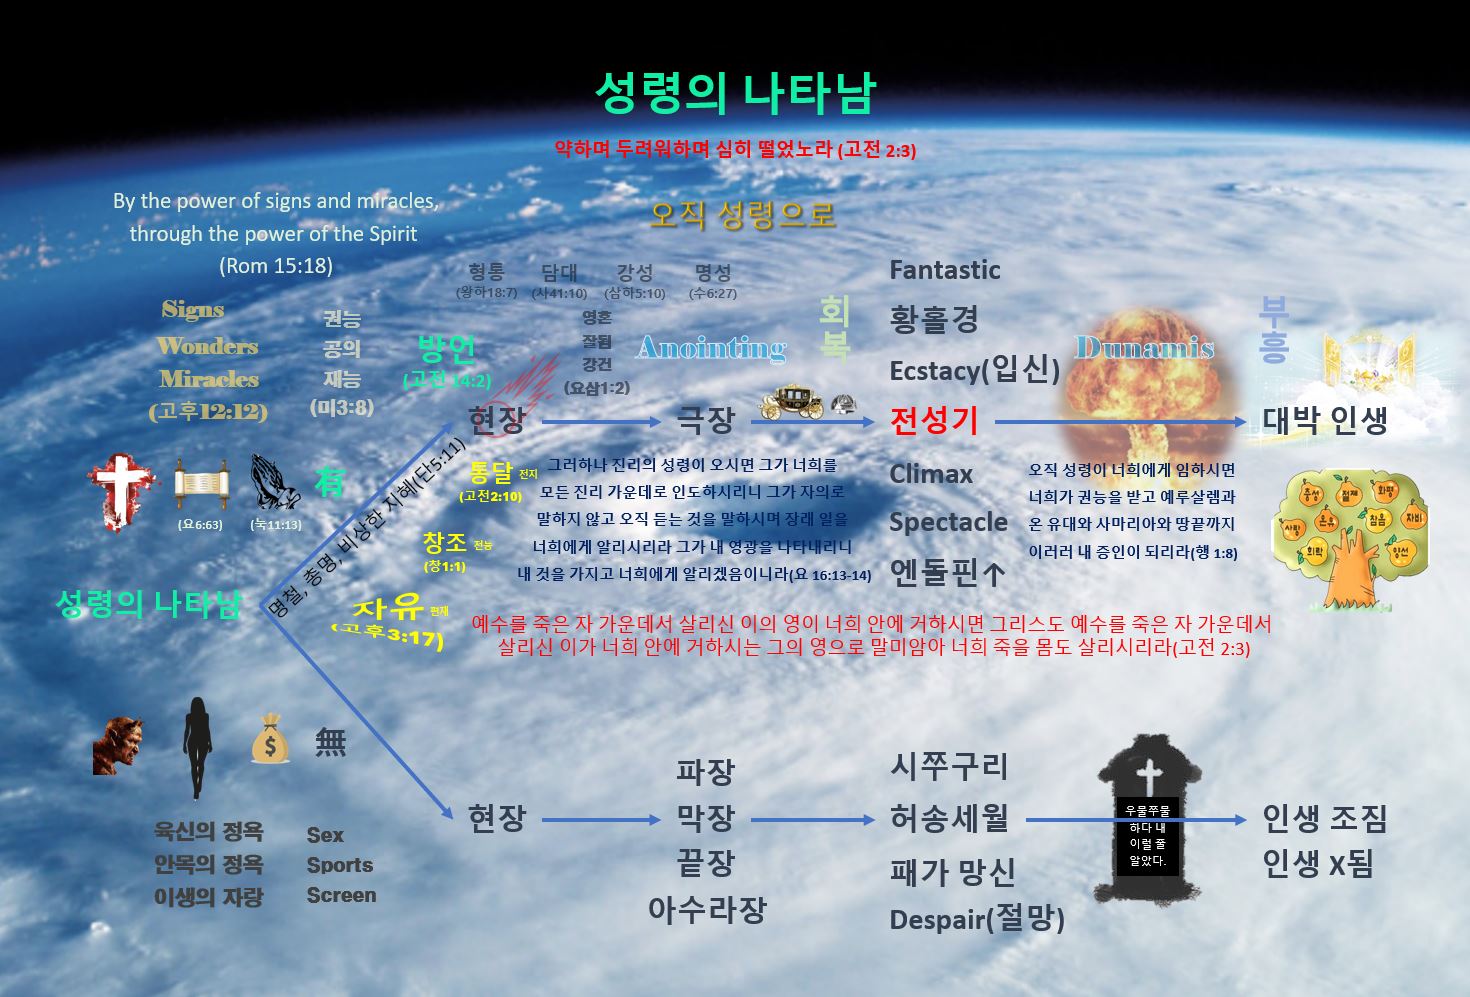 성령의 나타남
약하며 두려워하며 심히 떨었노라 (고전 2:3)
오직 성령으로
By the power of signs and miracles,
through the power of the Spirit
(Rom 15:18)
Signs
Wonders
Miracles
(고후12:12)
권능
공의
재능
(미3:8)
방언
(고전 14:2)
형통
(왕하18:7)
담대
(사41:10)
강성
(삼하5:10)
명성
(수6:27)
영혼
잘됨
강건
(요삼1:2)
Anointing
회복
Fantastic
황홀경
Ecstacy(입신)
Dunamis
부흥
현장
극장
전성기
대박 인생
Climax
Spectacle
엔돌핀↑
(요6:63)
(눅11:13)
有
명철, 총명, 비상한 지혜(단5:11)
통달 전지
(고전2:10)
창조 전능
(창1:1)
자유 편재
(고후3:17)
그러하나 진리의 성령이 오시면 그가 너희를
모든 진리 가운데로 인도하시리니 그가 자의로
말하지 않고 오직 듣는 것을 말하시며 장래 일을
너희에게 알리시리라 그가 내 영광을 나타내리니
내 것을 가지고 너희에게 알리겠음이니라(요 16:13-14)
오직 성령이 너희에게 임하시면
너희가 권능을 받고 예루살렘과
온 유대와 사마리아와 땅끝까지
이러러 내 증인이 되리라(행 1:8)
충성
절제
화평
사랑
온유
참음
자비
희락
양선
성령의 나타남
예수를 죽은 자 가운데서 살리신 이의 영이 너희 안에 거하시면 그리스도 예수를 죽은 자 가운데서
살리신 이가 너희 안에 거하시는 그의 영으로 말미암아 너희 죽을 몸도 살리시리라(고전 2:3)
無
육신의 정욕
안목의 정욕
이생의 자랑
Sex
Sports
Screen
현장
파장
막장
끝장
아수라장
시쭈구리
허송세월
패가 망신
Despair(절망)
우물쭈물
하다 내
이럴 줄
알았다.
인생 조짐
인생 X됨